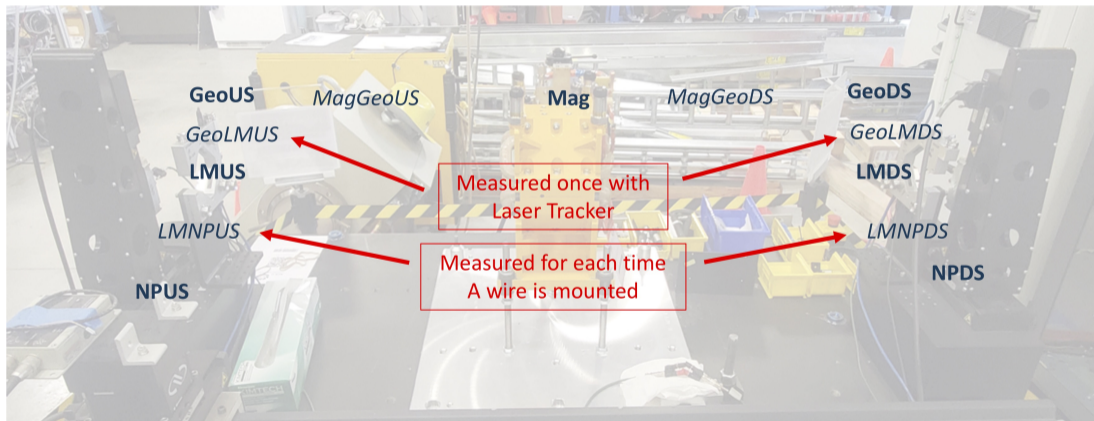 GeoUS
MagGeoUS
Mag
MagGeoDS
GeoDS
GeoLMUS
GeoLMDS
LMUS
Measured once with
Laser Tracker
LMDS
LMNPUS
LMNPDS
Measured for each time
A wire is mounted
NPUS
NPDS